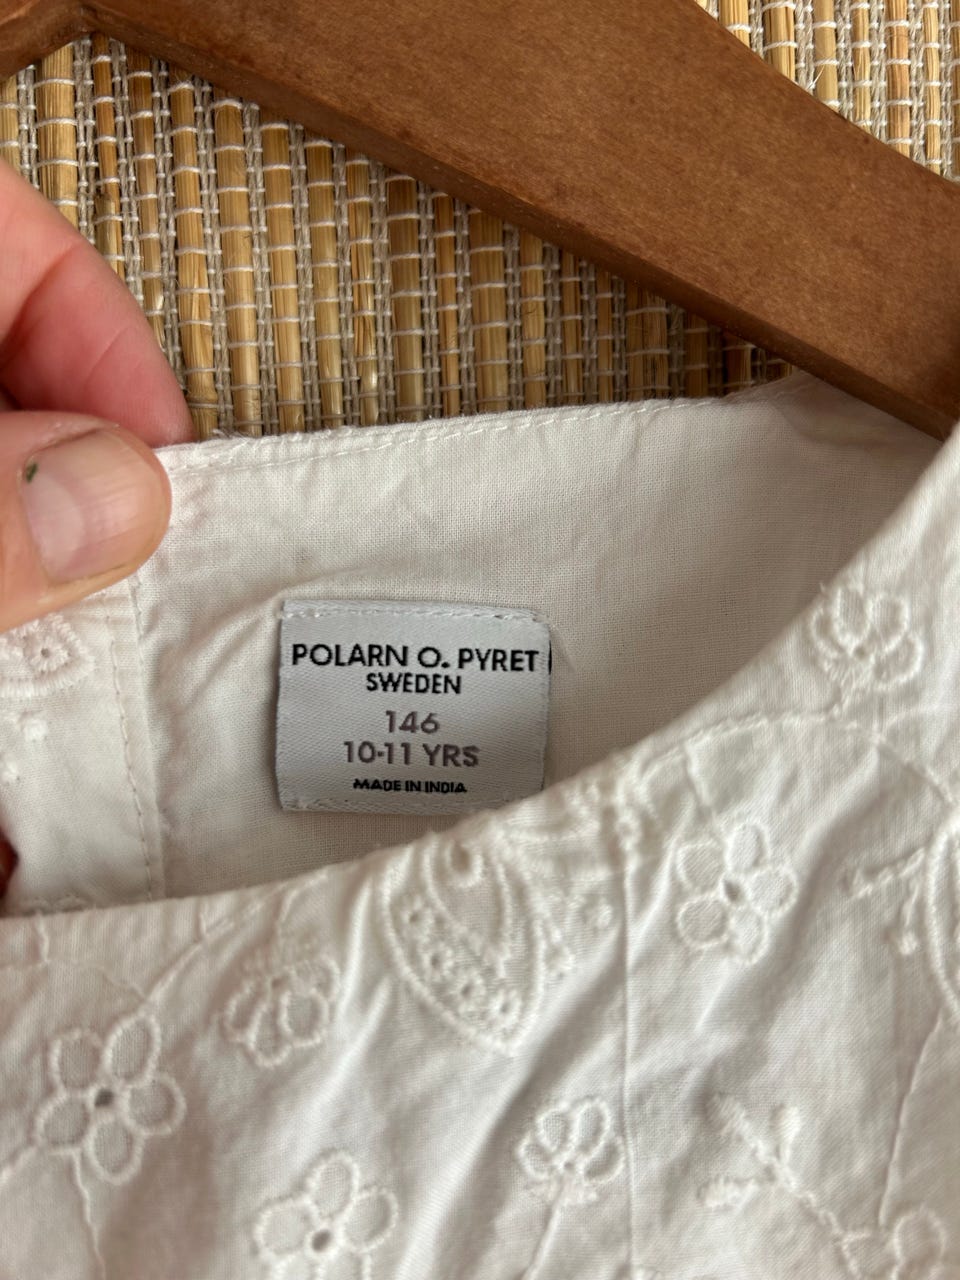 POLARN O. PYRET
SWEDEN
146
10-11 YRS
MADE IN INDIA